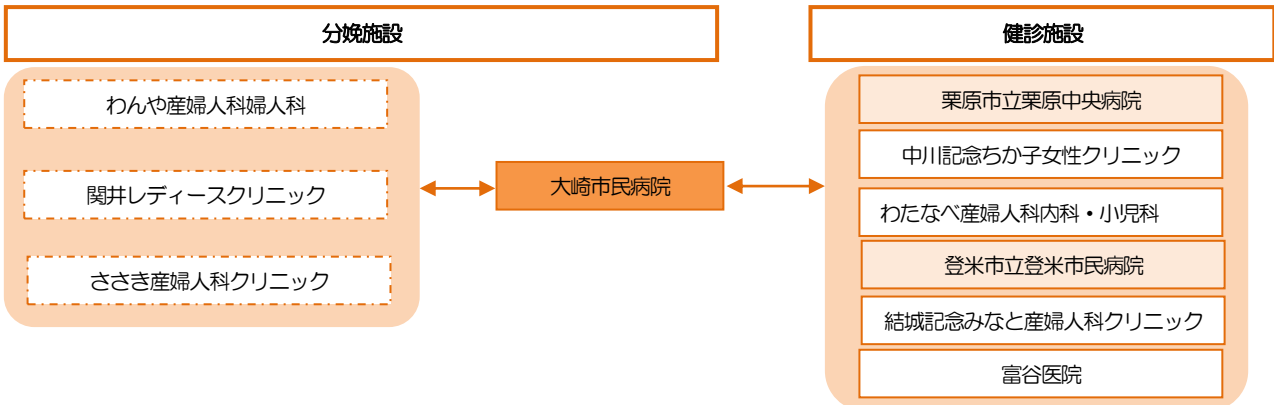 分娩施設
健診施設
わんや産婦人科婦人科
関井レディースクリニック
ささき産婦人科クリニック
大崎市民病院
栗原市立栗原中央病院
中川記念ちか子女性クリニック
わたなべ産婦人科内科・小児科
登米市立登米市民病院
結城記念みなと産婦人科クリニック
富谷医院